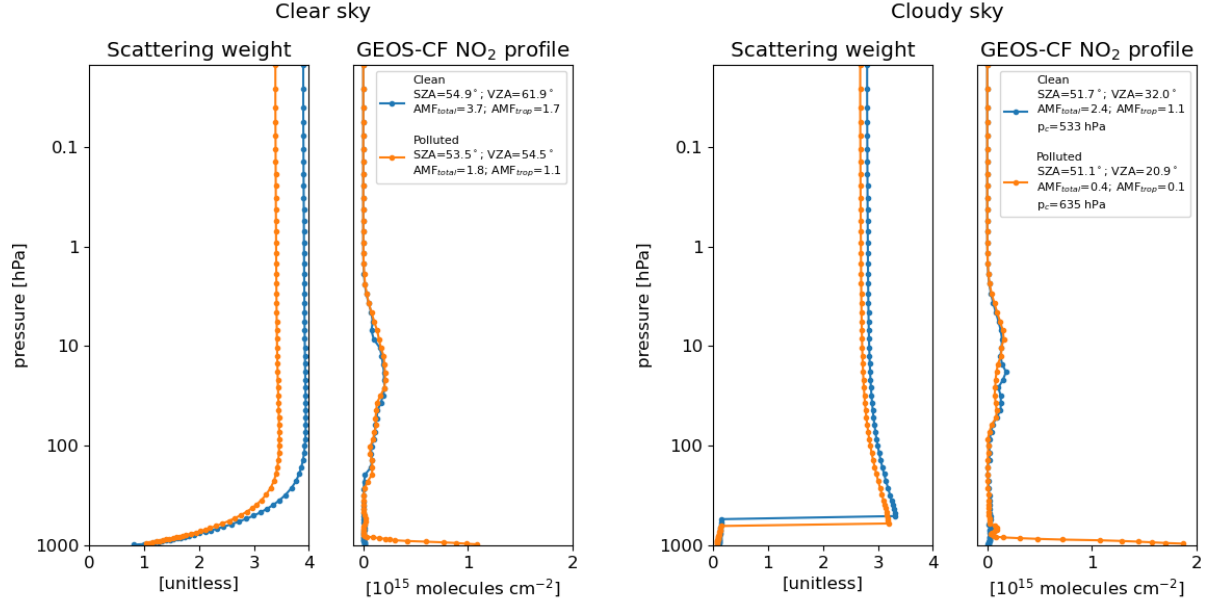 Clear sky
Scattering weight
GEOS-CF NO₂ profile
Clean
SZA=54.9°; VZA=61.9°
AMF_total=3.7; AMF_trop=1.7
Polluted
SZA=53.5°; VZA=54.5°
AMF_total=1.8; AMF_trop=1.1
pressure [hPa]
0.1
1
10
100
1000
0 1 2 3 4
[unitless]
0 2
[10¹⁵ molecules cm⁻²]
Cloudy sky
Scattering weight
GEOS-CF NO₂ profile
Clean
SZA=51.7°; VZA=32.0°
AMF_total=2.4; AMF_trop=1.1
p_c=533 hPa
Polluted
SZA=51.1°; VZA=20.9°
AMF_total=0.4; AMF_trop=0.1
p_c=635 hPa
pressure [hPa]
0.1
1
10
100
1000
0 1 2 3 4
[unitless]
0 1 2
[10¹⁵ molecules cm⁻²]